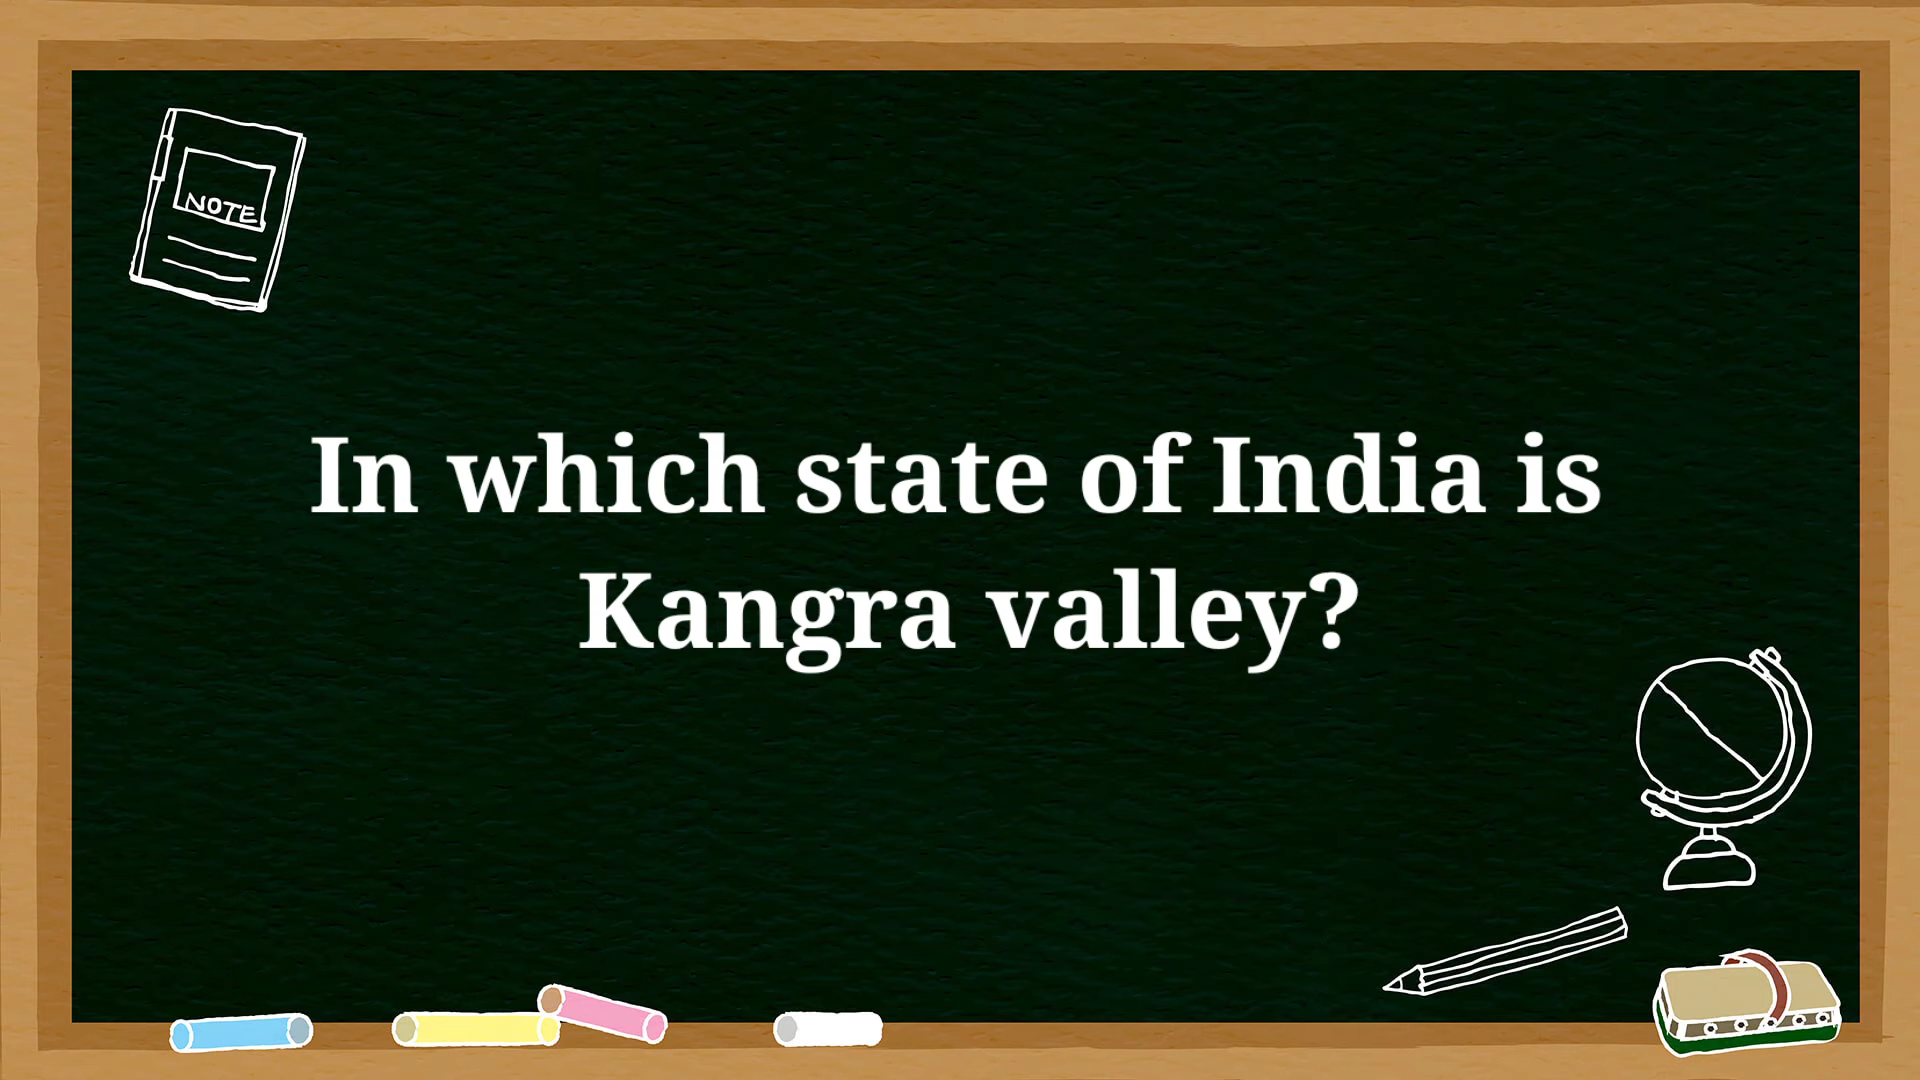 NOTE
In which state of India is
Kangra valley?